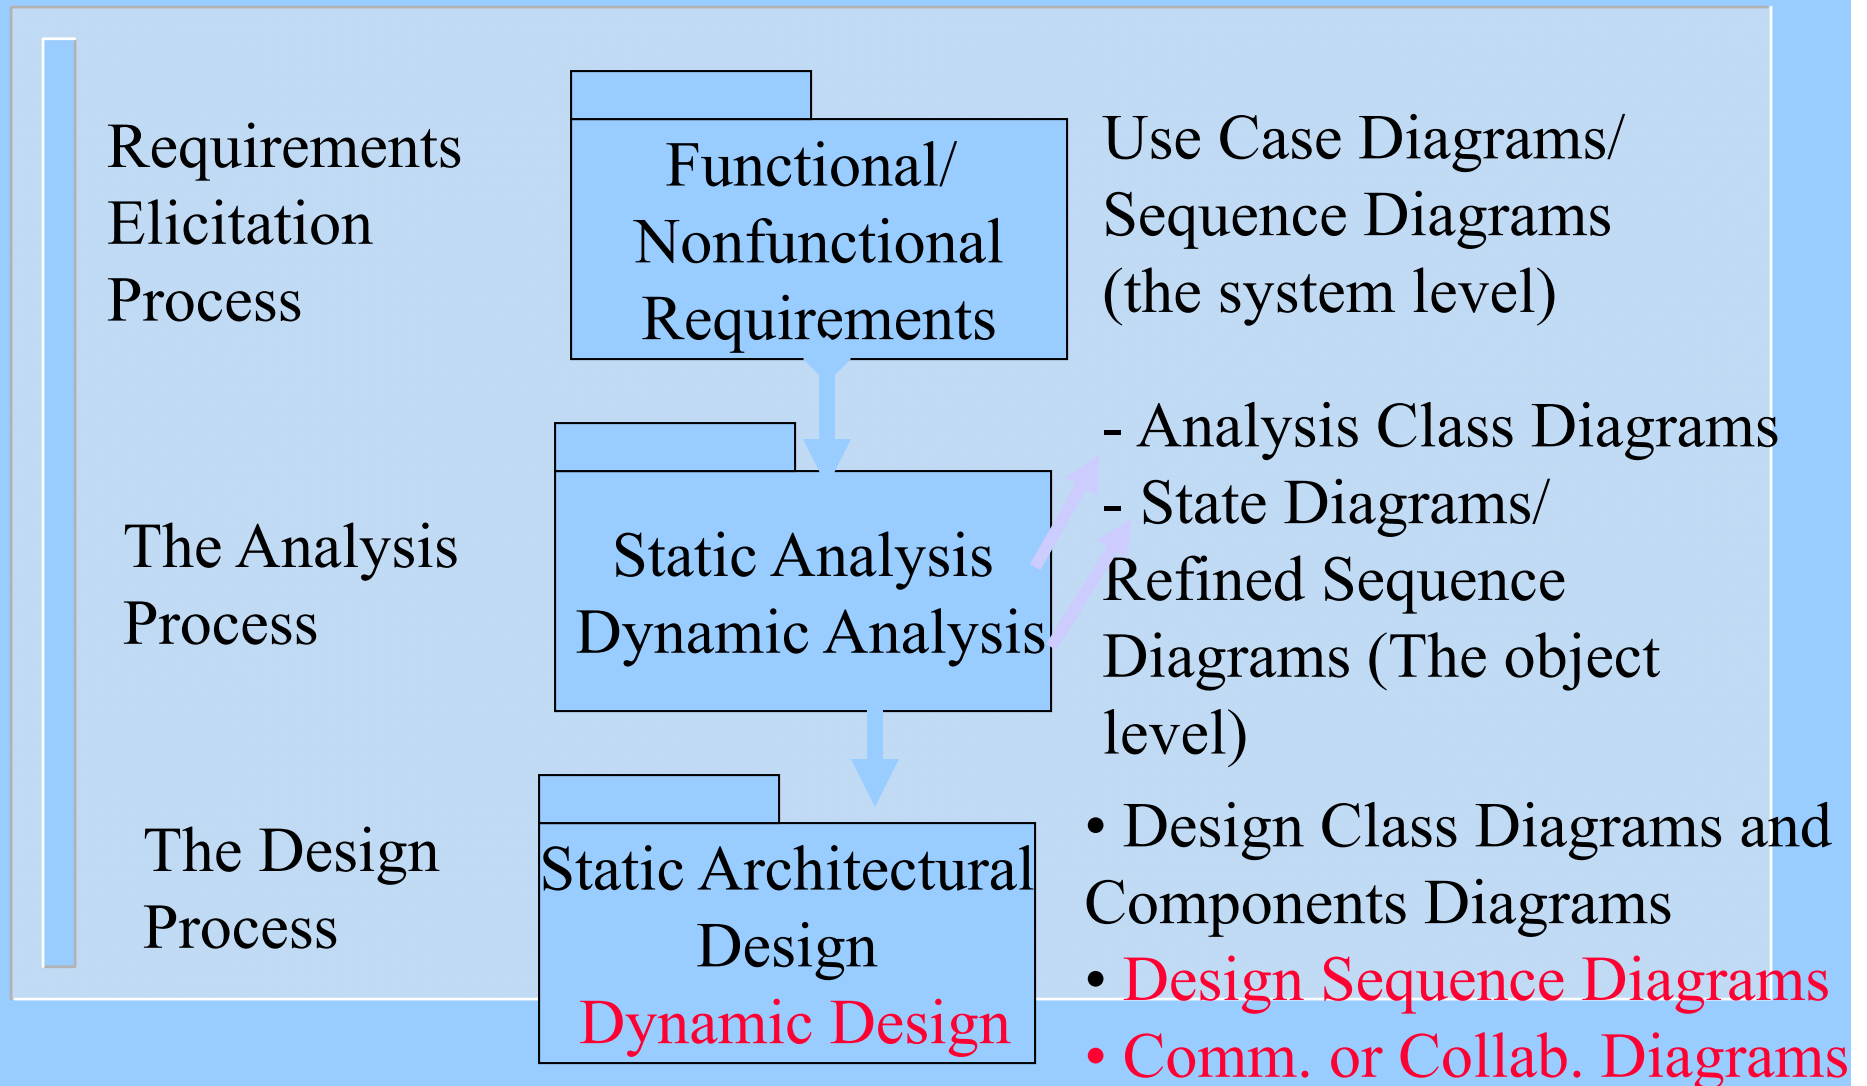 Requirements
Elicitation
Process
Functional/
Nonfunctional
Requirements
Use Case Diagrams/
Sequence Diagrams
(the system level)
The Analysis
Process
Static Analysis
Dynamic Analysis
- Analysis Class Diagrams
- State Diagrams/
Refined Sequence
Diagrams (The object
level)
The Design
Process
Static Architectural
Design
Dynamic Design
• Design Class Diagrams and
Components Diagrams
• Design Sequence Diagrams
• Comm. or Collab. Diagrams